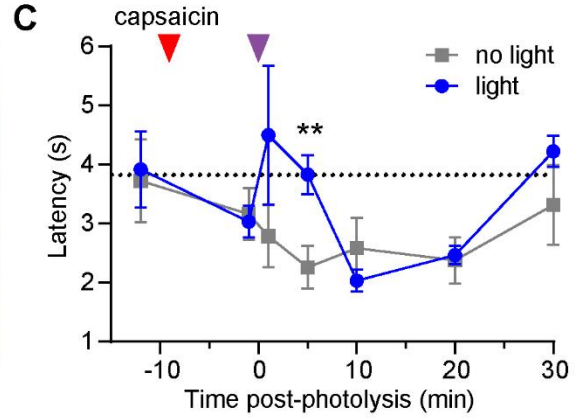 C
capsaicin
no light
light
**
Latency (s)
6
5
4
3
2
1
-10 0 10 20 30
Time post-photolysis (min)